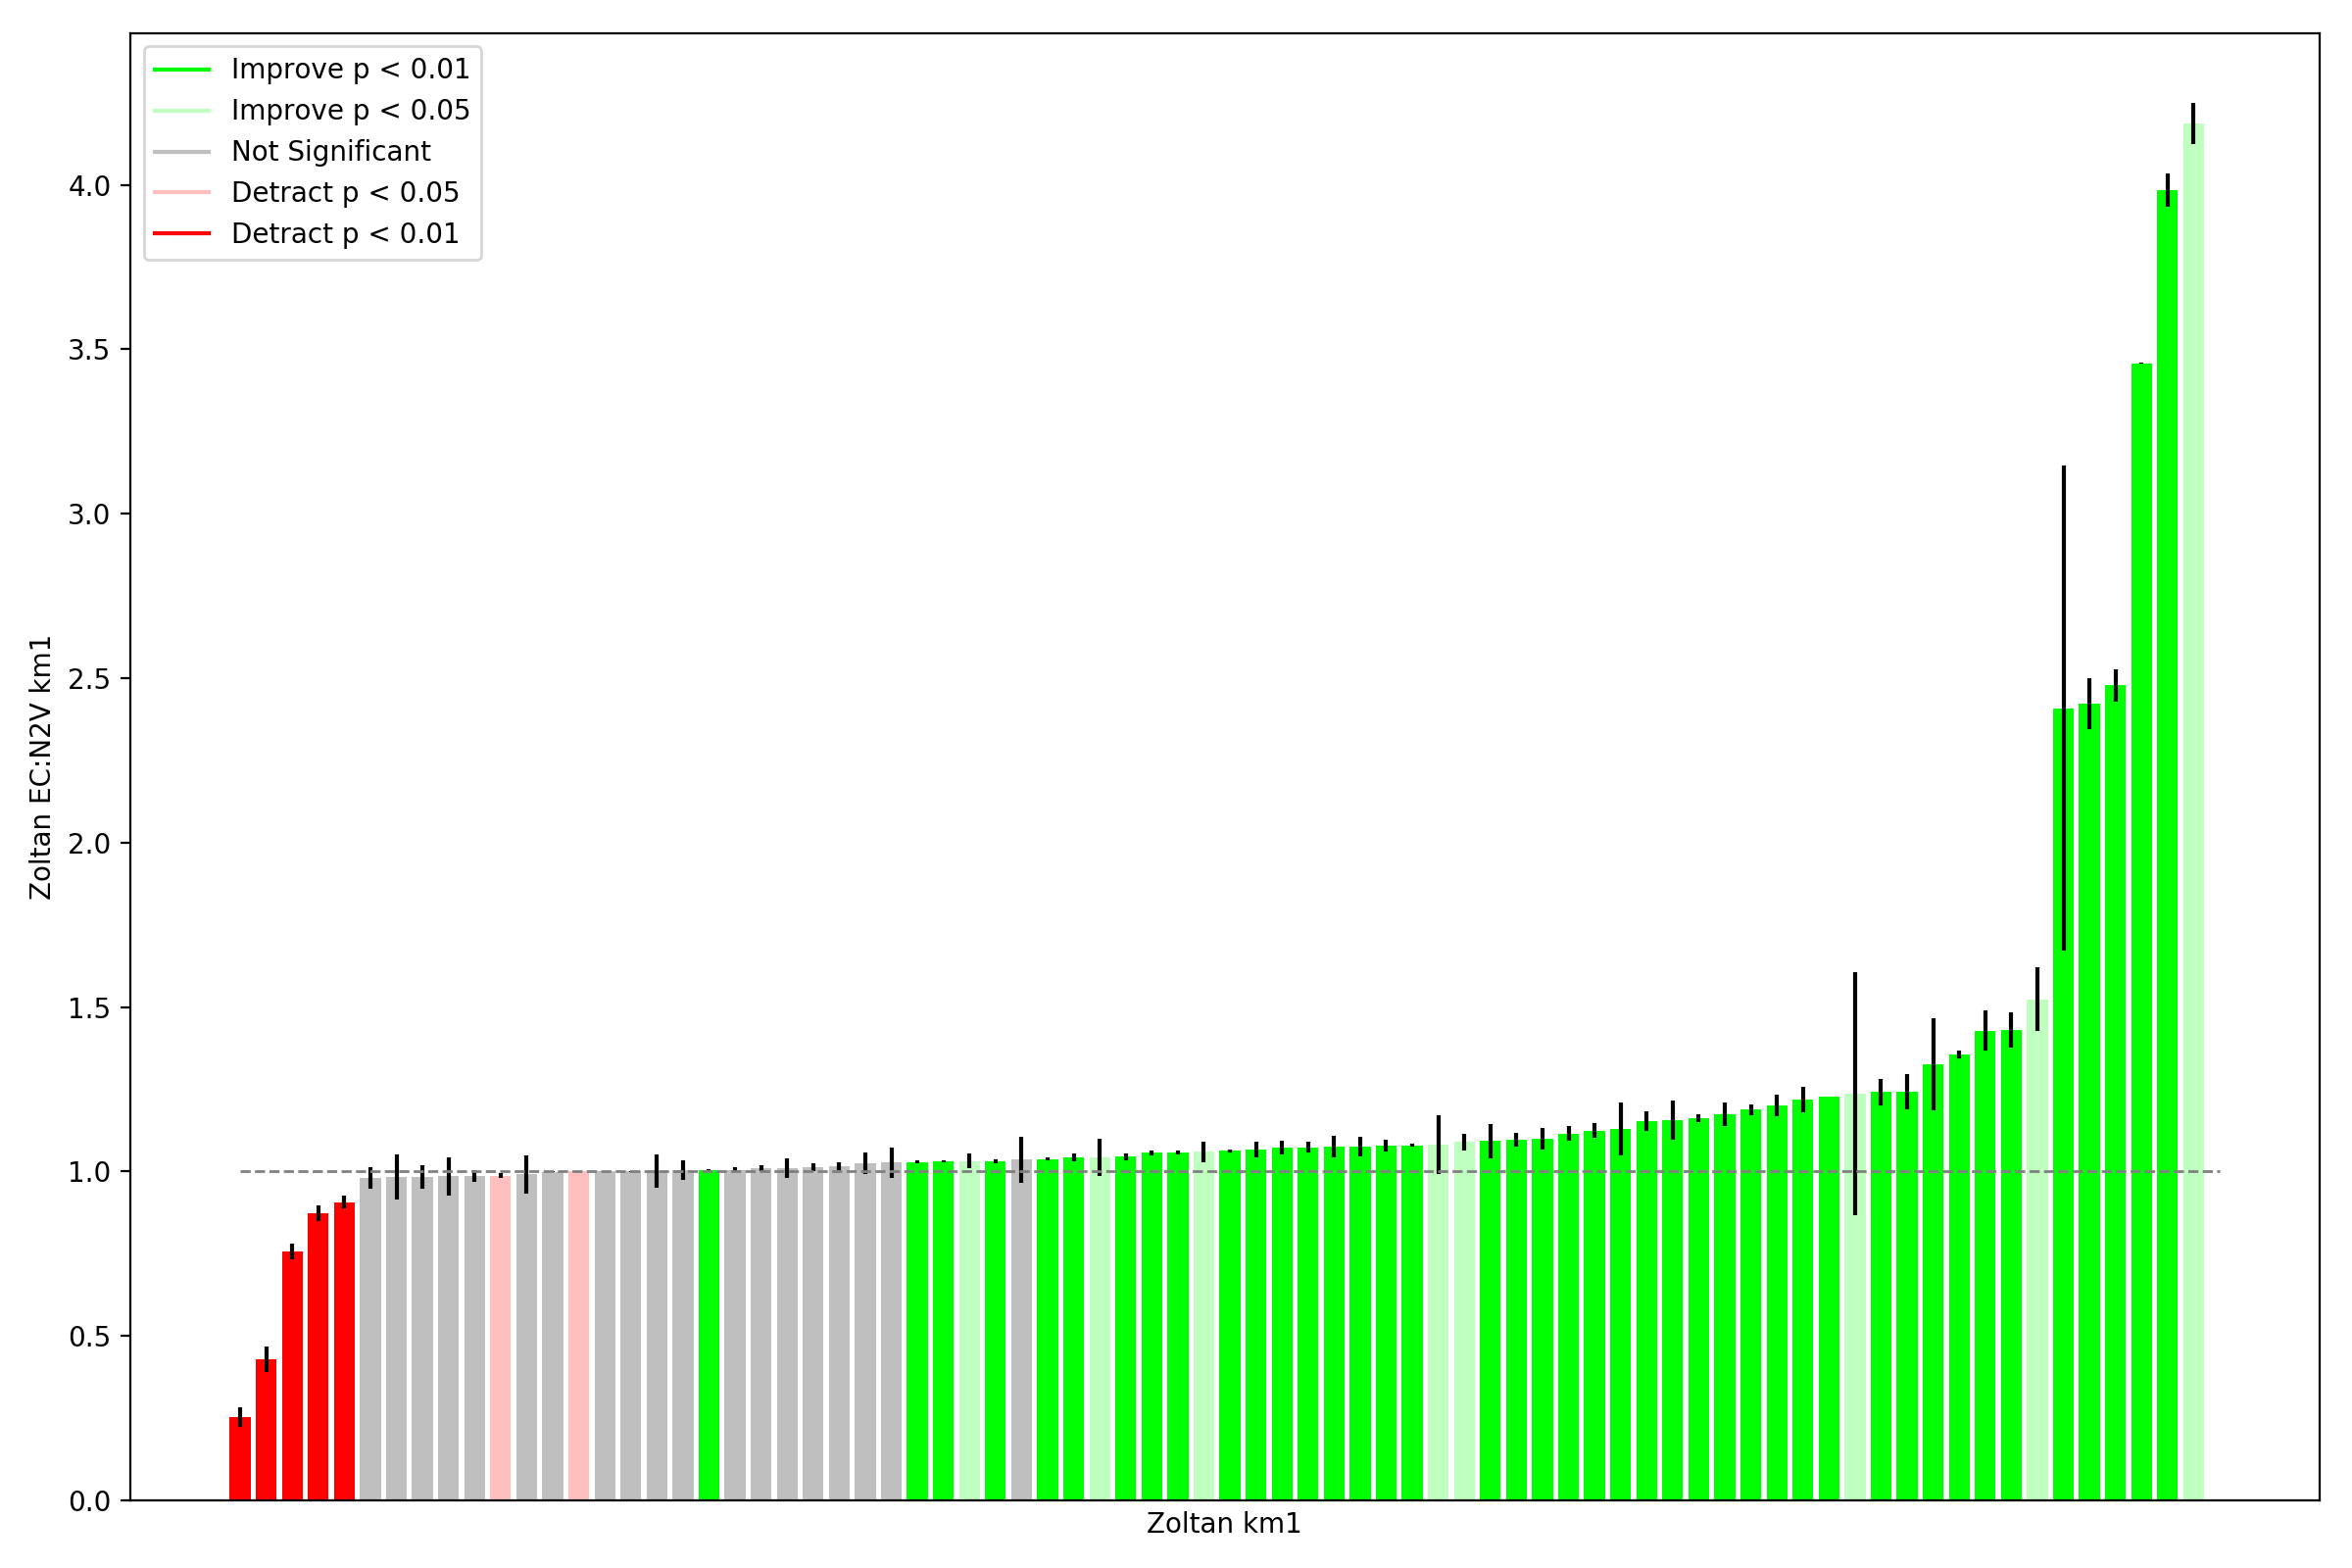 Improve p < 0.01
Improve p < 0.05
Not Significant
Detract p < 0.05
Detract p < 0.01
4.0
3.5
3.0
2.5
2.0
1.5
1.0
0.5
0.0
Zoltan EC:N2V km1
Zoltan km1